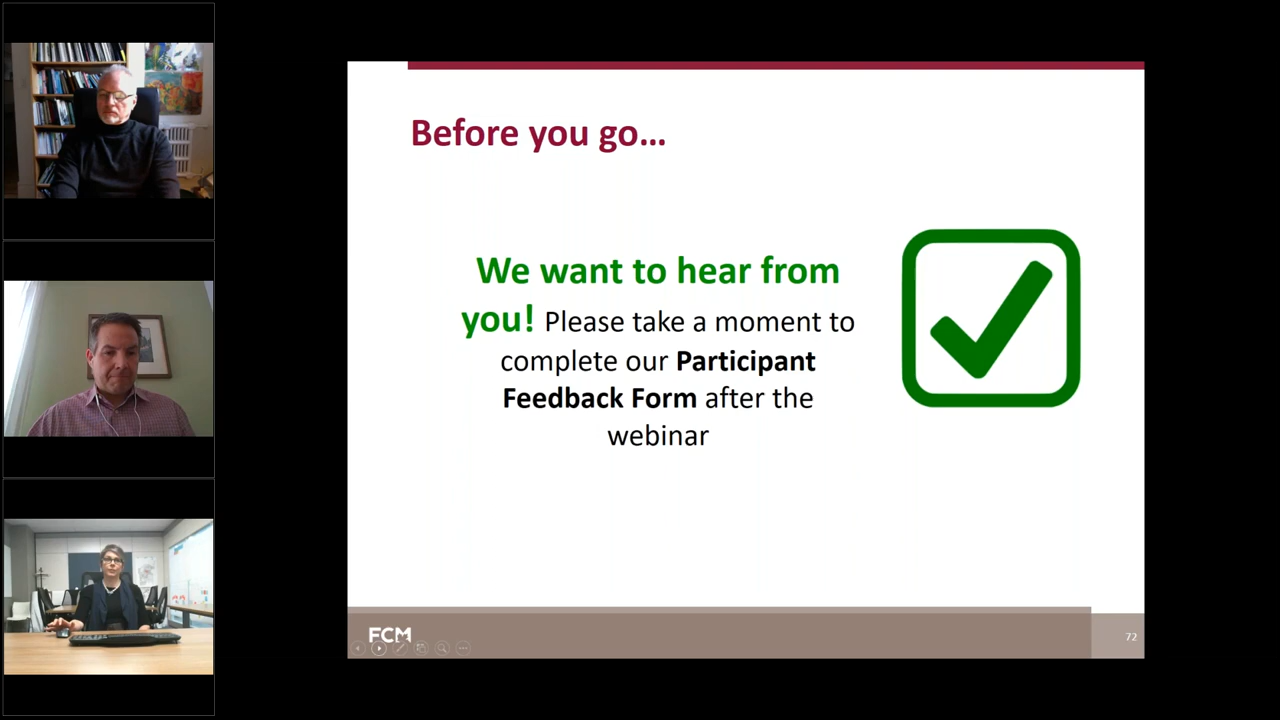 Before you go...
We want to hear from
you! Please take a moment to
complete our Participant
Feedback Form after the
webinar
FCM
72